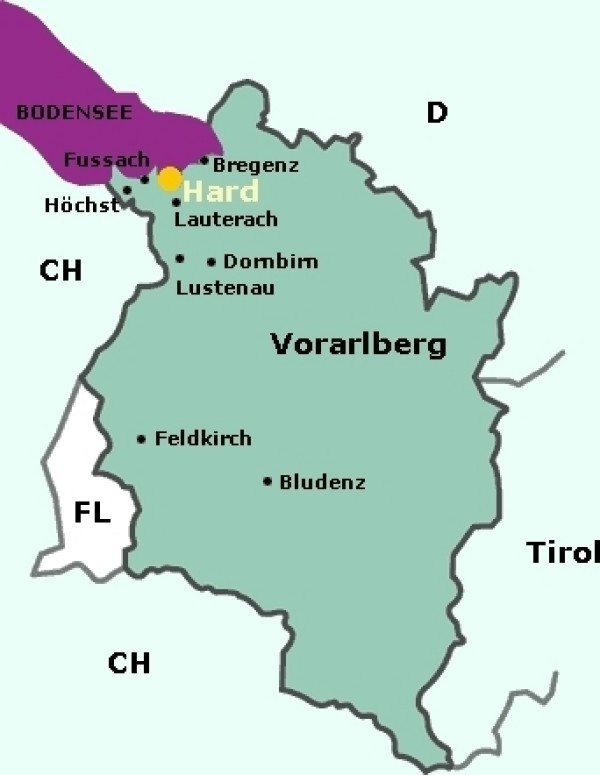 BODENSEE
D
Fussach
Bregenz
Hard
Höchst
Lauterach
CH
Dornbirn
Lustenau
Vorarlberg
Feldkirch
Bludenz
FL
Tirol
CH